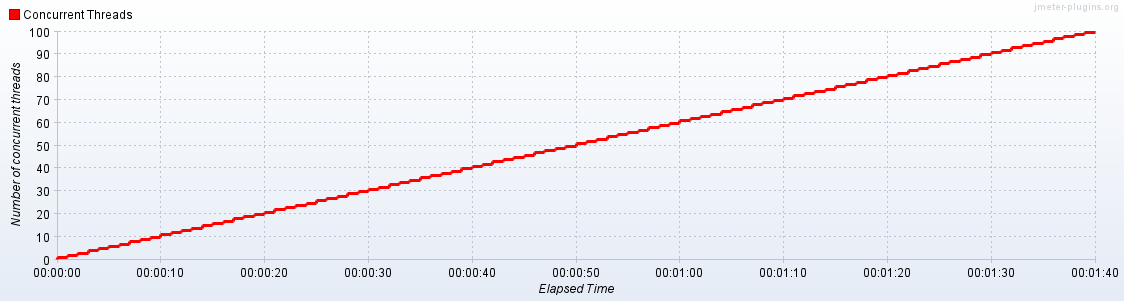 jmeter-plugins.org
Concurrent Threads
Number of concurrent threads
100
90
80
70
60
50
40
30
20
10
0
00:00:00 00:00:10 00:00:20 00:00:30 00:00:40 00:00:50 00:01:00 00:01:10 00:01:20 00:01:30 00:01:40
Elapsed Time